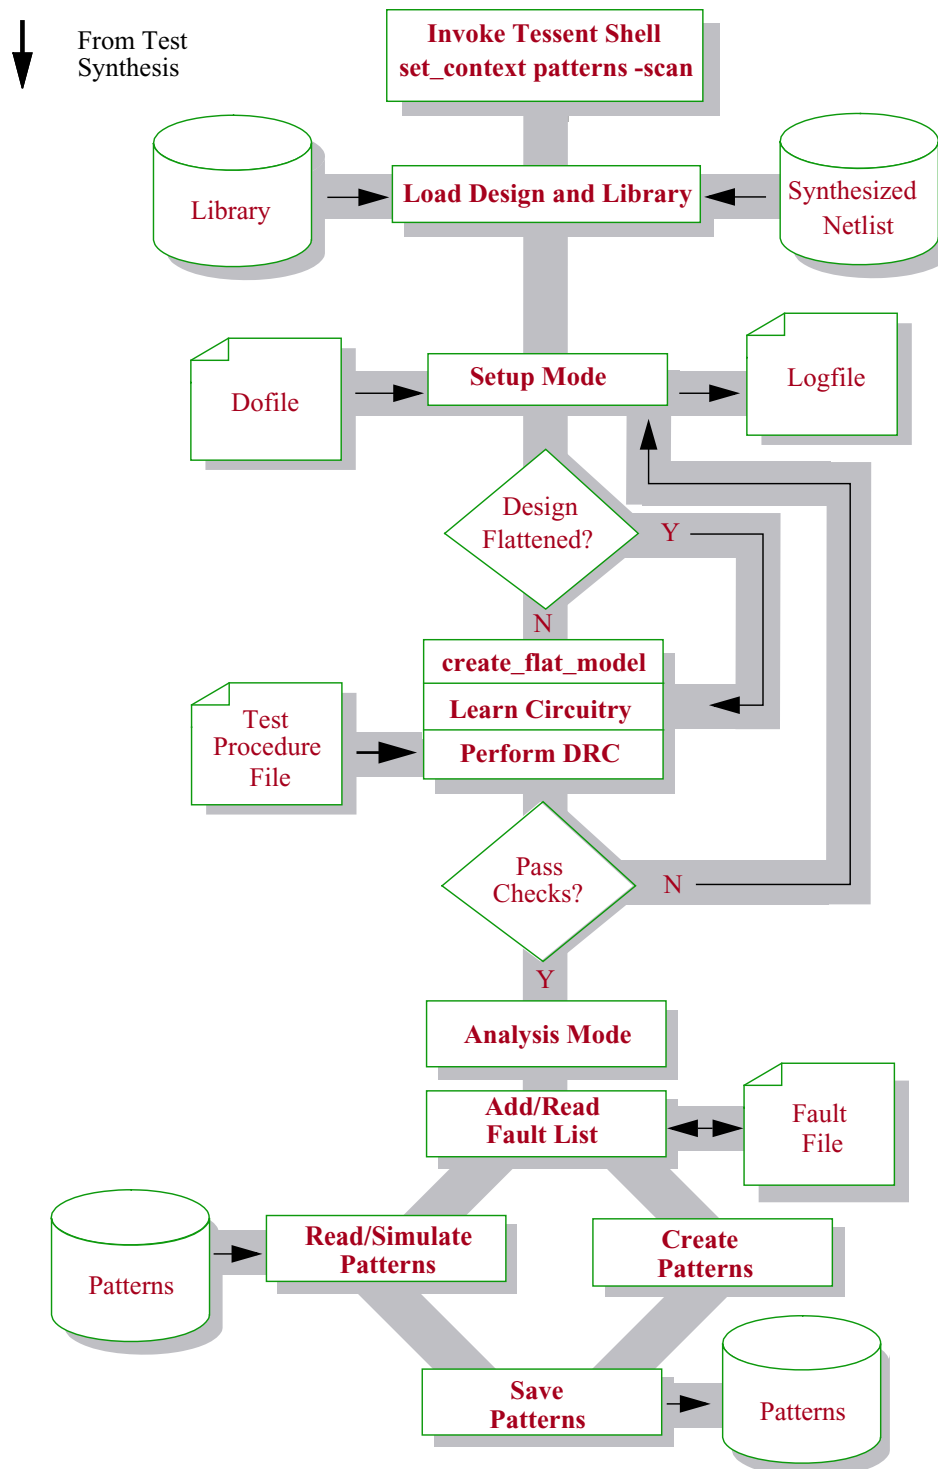 From Test
Synthesis
Invoke Tessent Shell
set_context patterns -scan
Library
Load Design and Library
Synthesized
Netlist
Dofile
Setup Mode
Logfile
Design
Flattened?
Y
N
create_flat_model
Learn Circuitry
Perform DRC
Test
Procedure
File
Pass
Checks?
N
Y
Analysis Mode
Add/Read
Fault List
Fault
File
Patterns
Read/Simulate
Patterns
Create
Patterns
Save
Patterns
Patterns